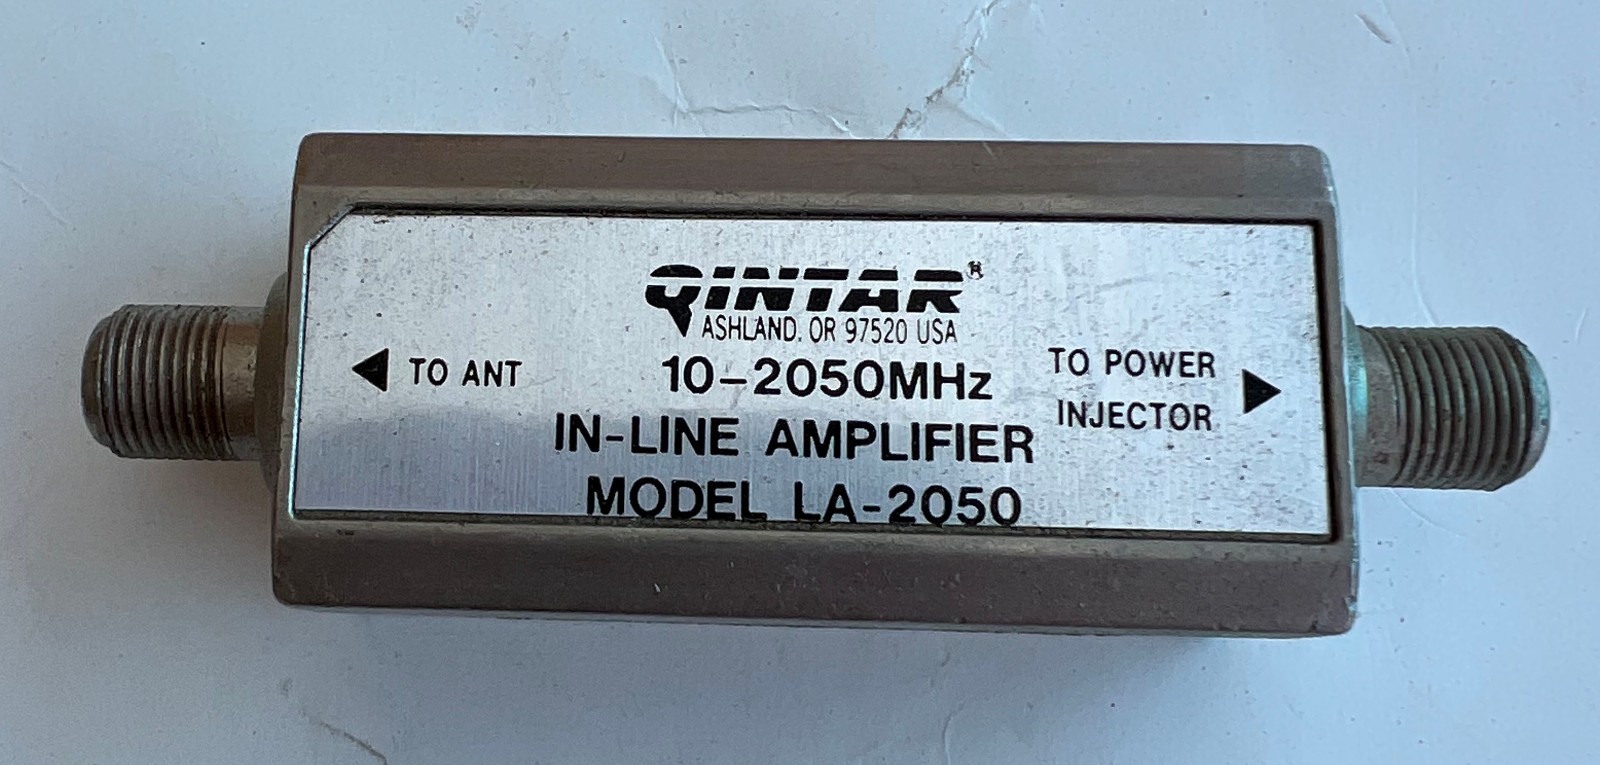 QINTAR®
ASHLAND, OR 97520 USA
◀ TO ANT
10-2050MHz
TO POWER
INJECTOR ▶
IN-LINE AMPLIFIER
MODEL LA-2050